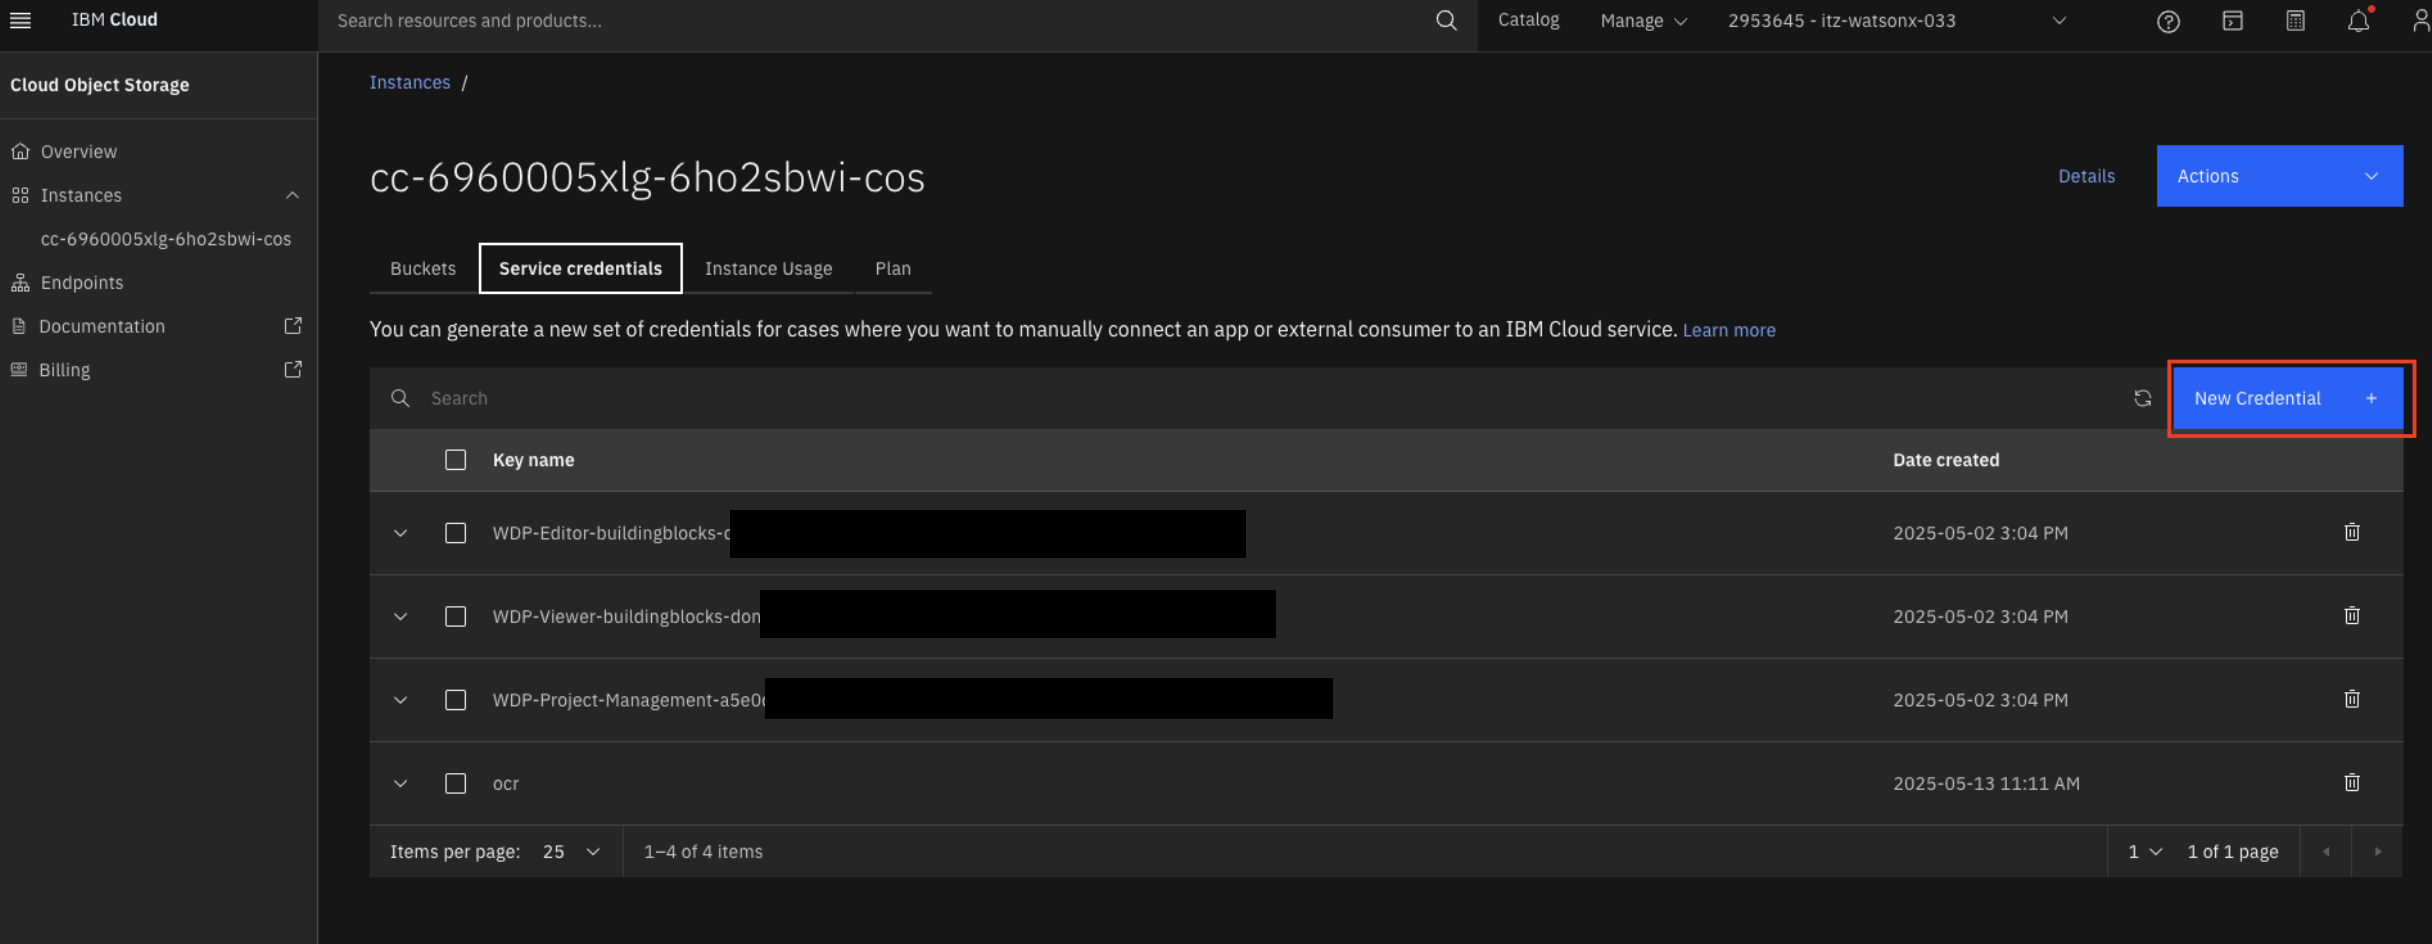 IBM Cloud
Search resources and products...
Catalog
Manage
2953645 - itz-watsonx-033
Cloud Object Storage
Overview
Instances
cc-6960005xlg-6ho2sbwi-cos
Endpoints
Documentation
Billing
Instances /
cc-6960005xlg-6ho2sbwi-cos
Details
Actions
Buckets
Service credentials
Instance Usage
Plan
You can generate a new set of credentials for cases where you want to manually connect an app or external consumer to an IBM Cloud service. Learn more
Search
New Credential +
Key name
Date created
WDP-Editor-buildingblocks-
2025-05-02 3:04 PM
WDP-Viewer-buildingblocks-don
2025-05-02 3:04 PM
WDP-Project-Management-a5e0
2025-05-02 3:04 PM
ocr
2025-05-13 11:11 AM
Items per page: 25
1–4 of 4 items
1
1 of 1 page